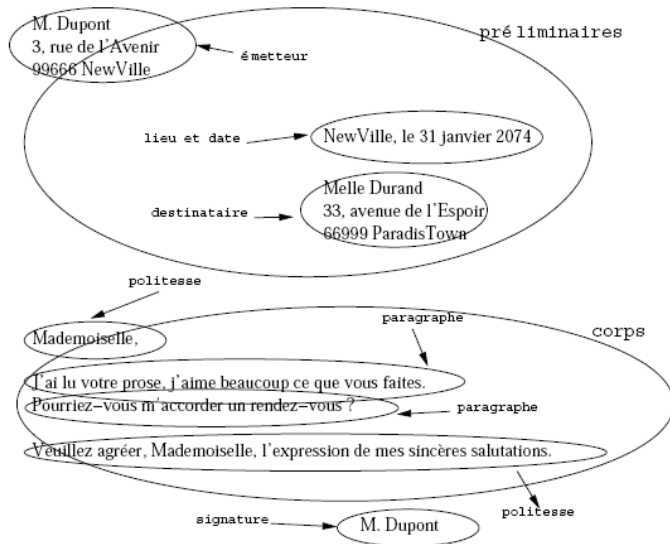 M. Dupont
préliminaires
3, rue de l'Avenir
99666 NewVille
émetteur
lieu et date
NewVille, le 31 janvier 2074
Melle Durand
destinataire
33, avenue de l'Espoir
66999 ParadisTown
politesse
paragraphe
corps
Mademoiselle,
J'ai lu votre prose, j'aime beaucoup ce que vous faites.
Pourriez-vous m'accorder un rendez-vous ?
paragraphe
Veuillez agréer, Mademoiselle, l'expression de mes sincères salutations.
politesse
signature
M. Dupont